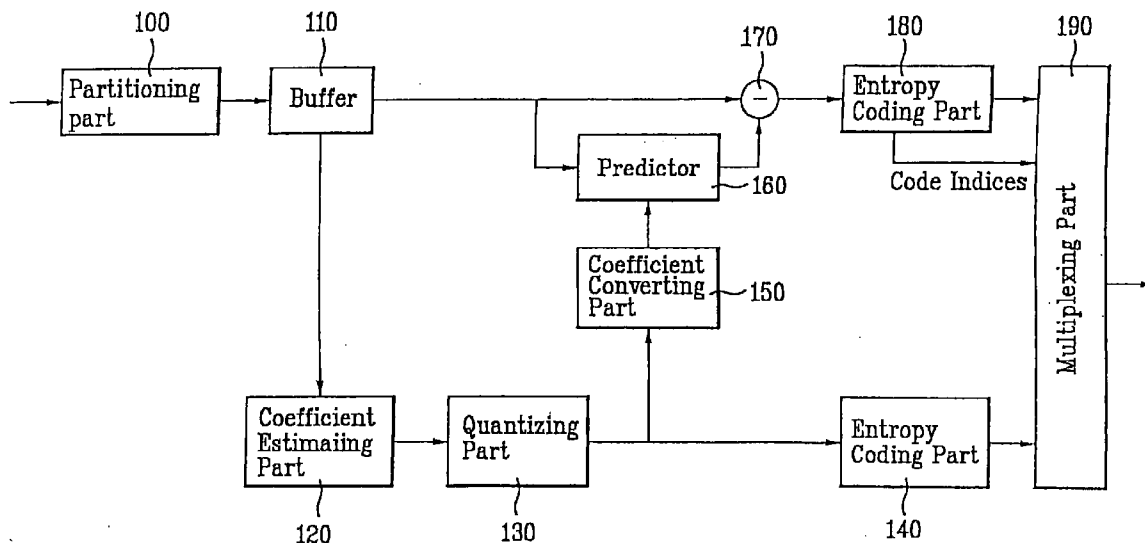 100
110
170
180
190
Partitioning
part
Buffer
−
Entropy
Coding Part
Predictor
160
Code Indices
Coefficient
Converting
Part
150
Multiplexing Part
Coefficient
Estimaiing
Part
Quantizing
Part
Entropy
Coding Part
120
130
140